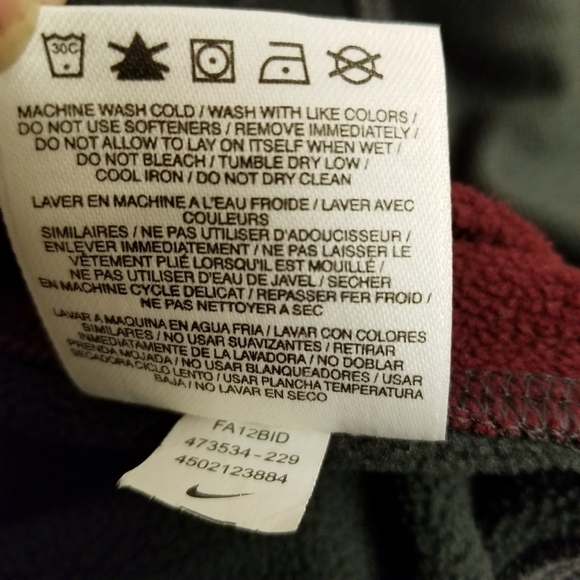 30C
MACHINE WASH COLD / WASH WITH LIKE COLORS /
DO NOT USE SOFTENERS / REMOVE IMMEDIATELY /
DO NOT ALLOW TO LAY ON ITSELF WHEN WET /
DO NOT BLEACH / TUMBLE DRY LOW /
COOL IRON / DO NOT DRY CLEAN
LAVER EN MACHINE A L'EAU FROIDE / LAVER AVEC
COULEURS
SIMILAIRES / NE PAS UTILISER D'ADOUCISSEUR /
ENLEVER IMMEDIATEMENT / NE PAS LAISSER LE
VÊTEMENT PLIÉ LORSQU'IL EST MOUILLÉ /
NE PAS UTILISER D'EAU DE JAVEL / SECHER
EN MACHINE CYCLE DELICAT / REPASSER FER FROID /
NE PAS NETTOYER A SEC
LAVAR A MAQUINA EN AGUA FRIA / LAVAR CON COLORES
SIMILARES / NO USAR SUAVIZANTES / RETIRAR
INMEDIATAMENTE DE LA LAVADORA / NO DOBLAR
PRENDA MOJADA / NO USAR BLANQUEADORES / USAR
SECADORA CICLO LENTO / USAR PLANCHA TEMPERATURA
BAJA / NO LAVAR EN SECO
FA12BID
473534-229
4502123884